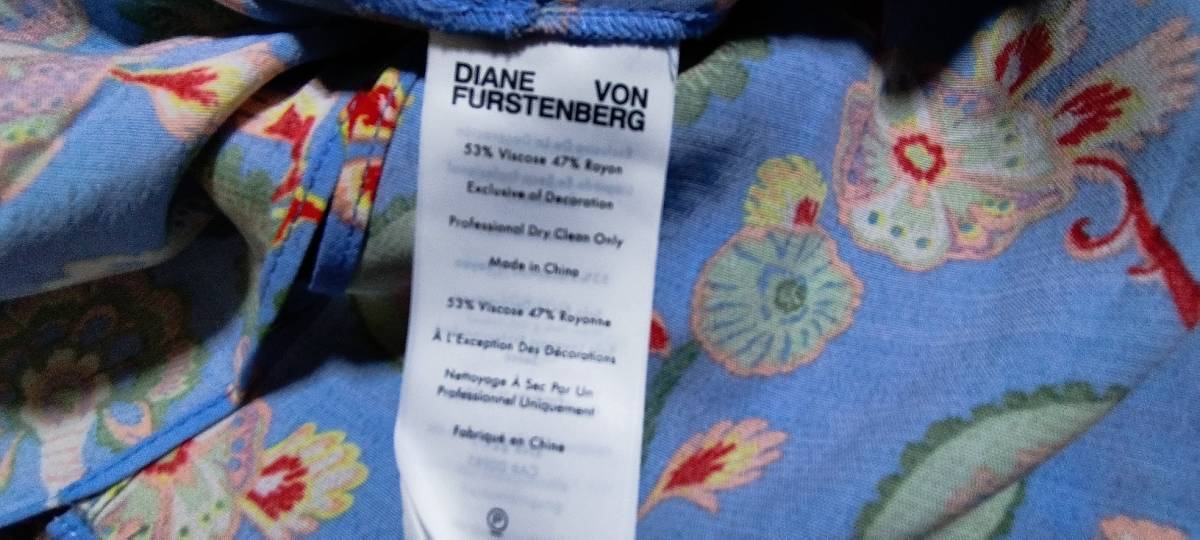 DIANE VON
FURSTENBERG
53% Viscose 47% Rayon
Exclusive of Decoration
Professional Dry Clean Only
Made in China
53% Viscose 47% Rayonne
À L'Exception Des Décorations
Nettoyage À Sec Par Un
Professionnel Uniquement
Fabriqué en Chine
P